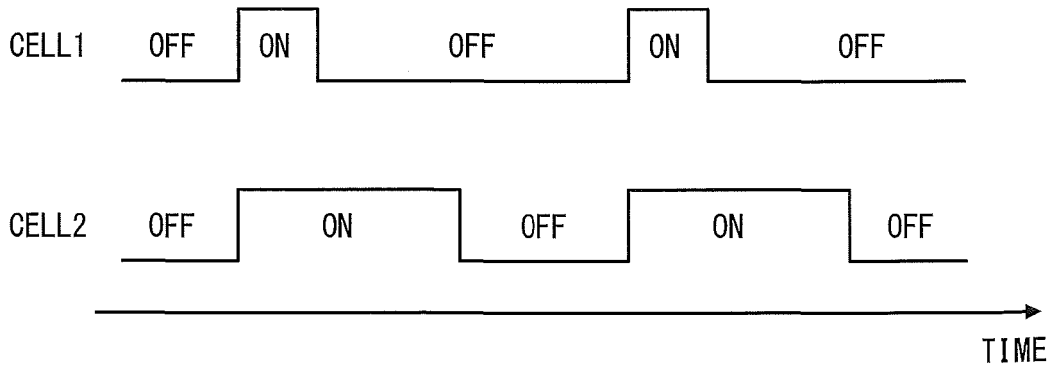 CELL1 OFF ON OFF ON OFF
CELL2 OFF ON OFF ON OFF
TIME